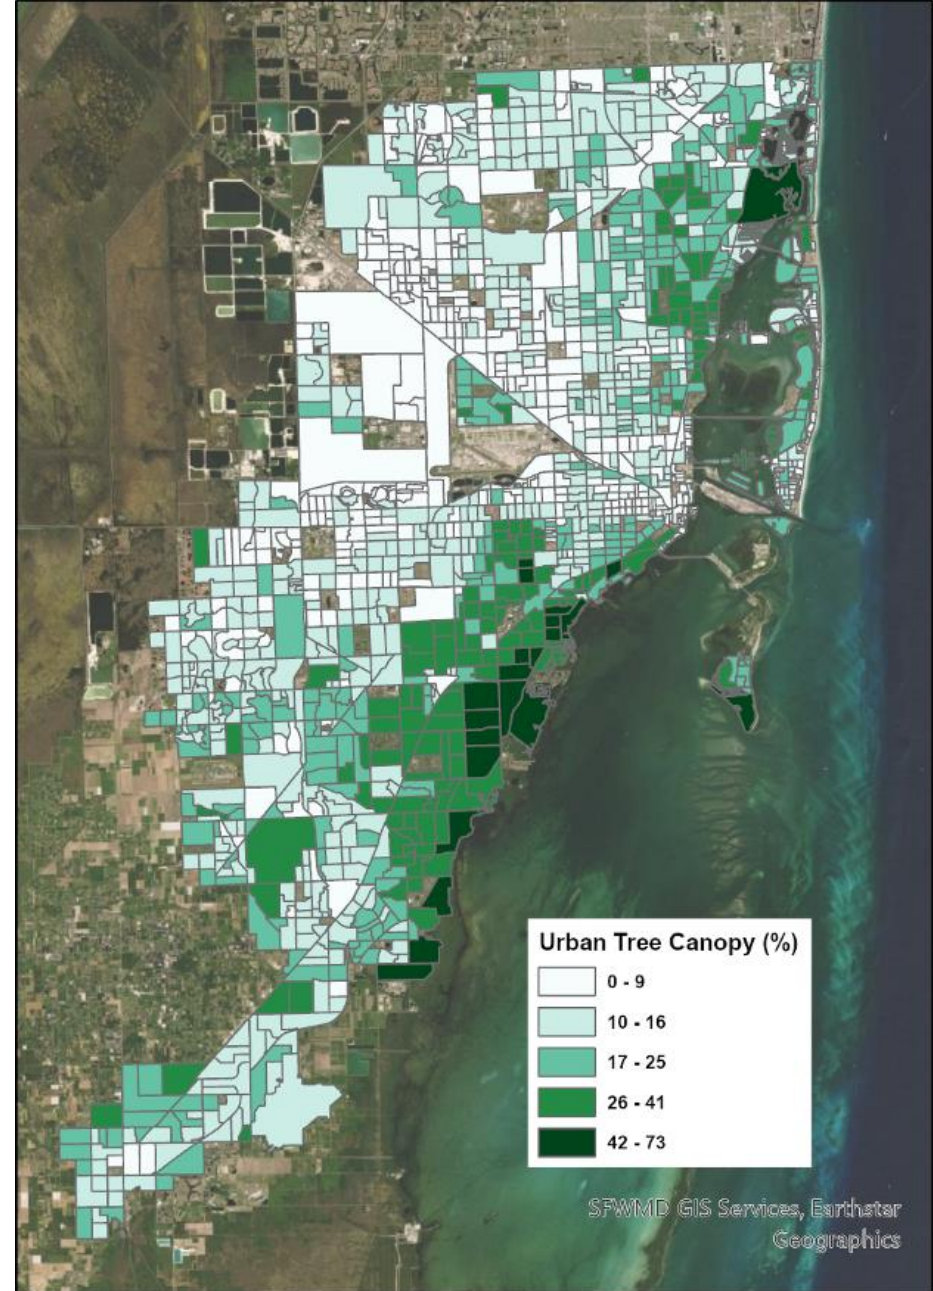 Urban Tree Canopy (%)
0 - 9
10 - 16
17 - 25
26 - 41
42 - 73
SFWMD GIS Services, Earthstar
Geographics